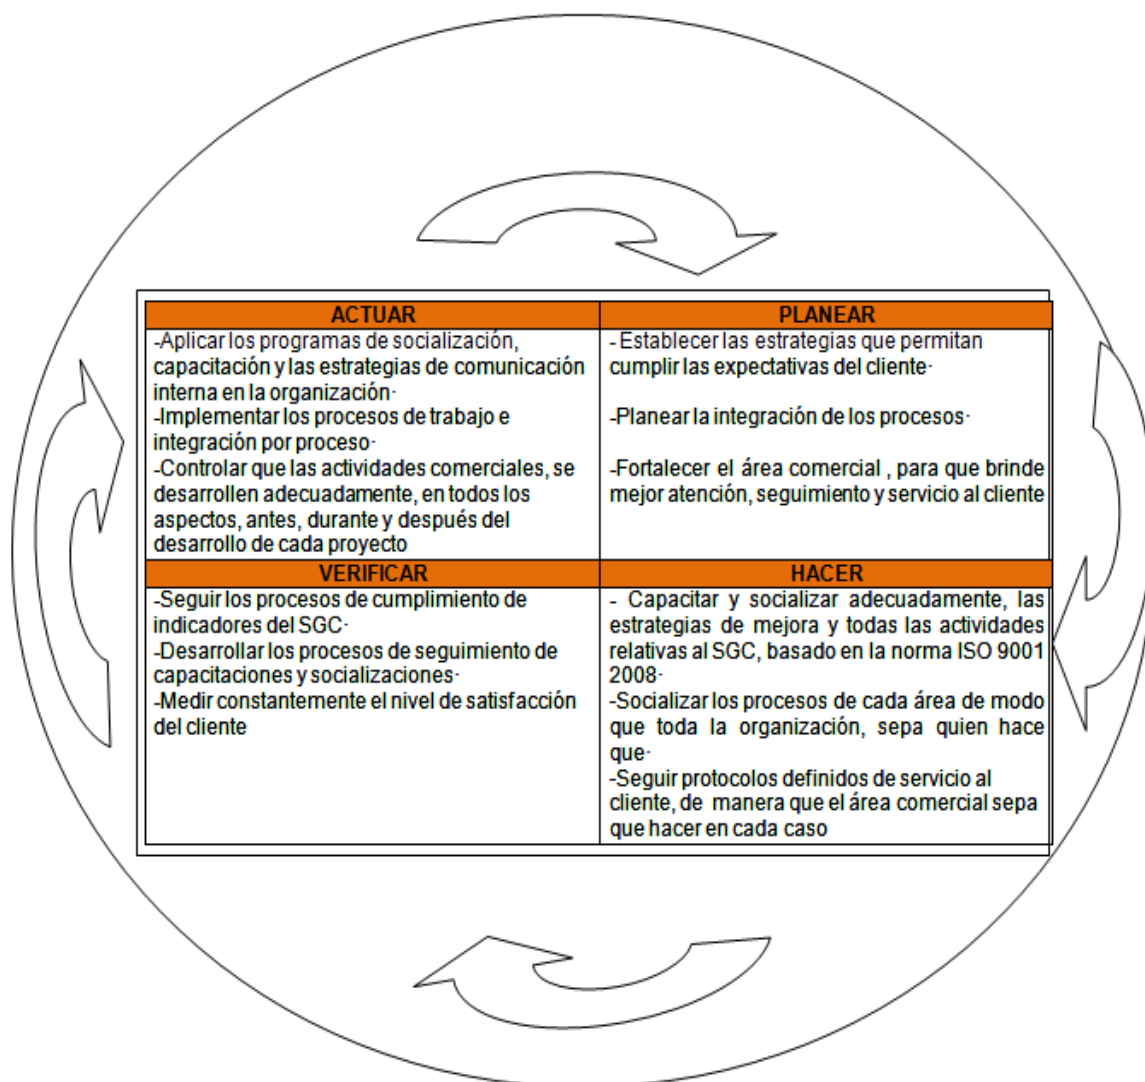 ACTUAR
-Aplicar los programas de socialización,
capacitación y las estrategias de comunicación
interna en la organización·
-Implementar los procesos de trabajo e
integración por proceso·
-Controlar que las actividades comerciales, se
desarrollen adecuadamente, en todos los
aspectos, antes, durante y después del
desarrollo de cada proyecto
PLANEAR
- Establecer las estrategias que permitan
cumplir las expectativas del cliente·
-Planear la integración de los procesos·
-Fortalecer el área comercial , para que brinde
mejor atención, seguimiento y servicio al cliente
VERIFICAR
-Seguir los procesos de cumplimiento de
indicadores del SGC·
-Desarrollar los procesos de seguimiento de
capacitaciones y socializaciones·
-Medir constantemente el nivel de satisfacción
del cliente
HACER
- Capacitar y socializar adecuadamente, las
estrategias de mejora y todas las actividades
relativas al SGC, basado en la norma ISO 9001
2008·
-Socializar los procesos de cada área de modo
que toda la organización, sepa quien hace
que·
-Seguir protocolos definidos de servicio al
cliente, de manera que el área comercial sepa
que hacer en cada caso